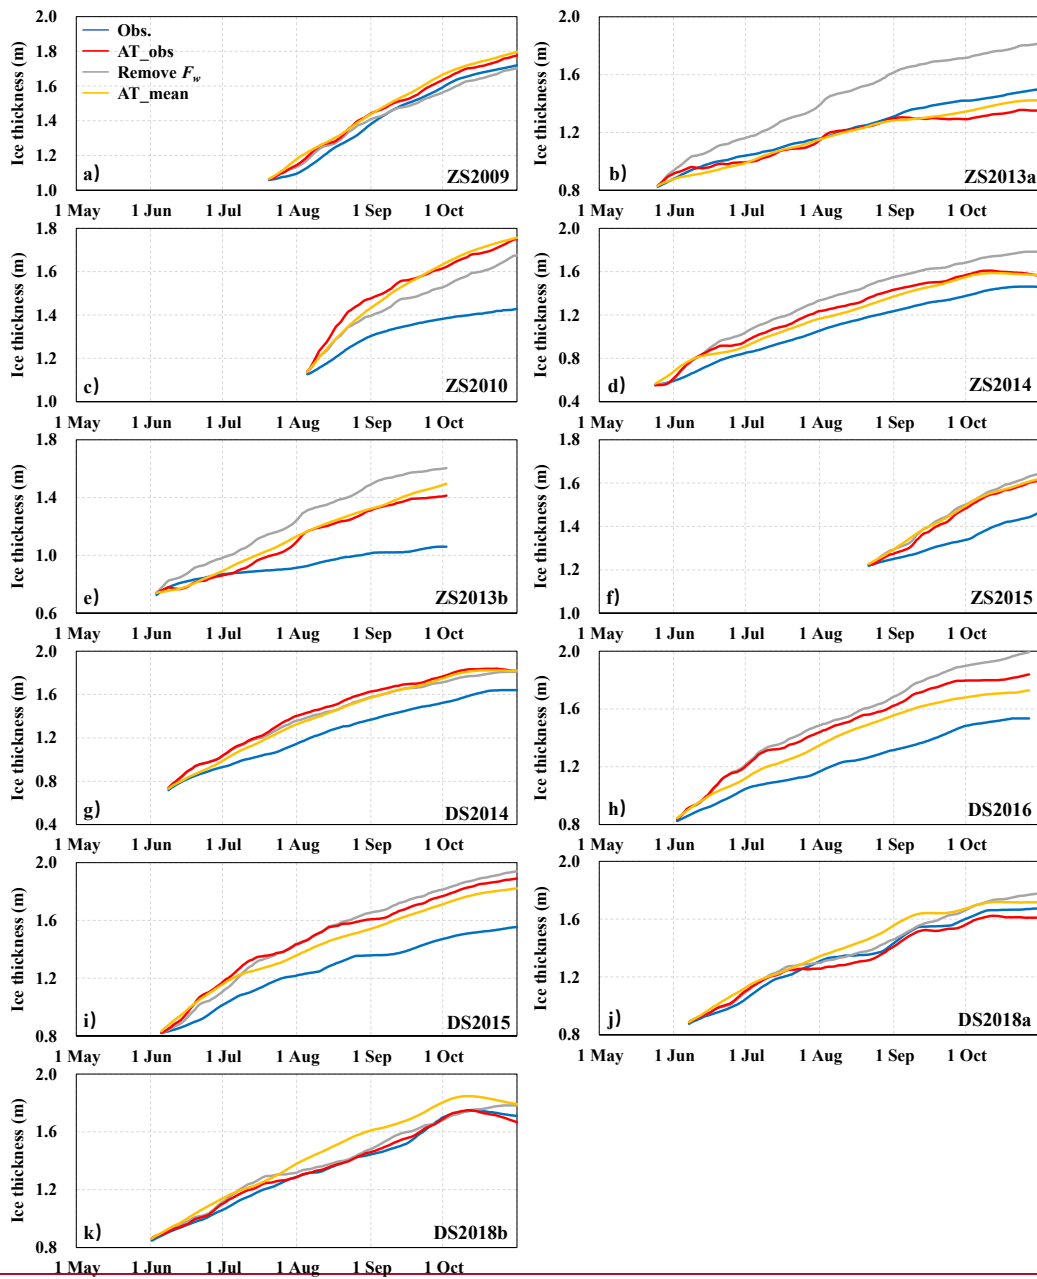 Ice thickness (m)
2.0
1.8
1.6
1.4
1.2
1.0
Obs.
AT_obs
Remove Fw
AT_mean
a)
ZS2009
1 May 1 Jun 1 Jul 1 Aug 1 Sep 1 Oct
Ice thickness (m)
2.0
1.6
1.2
0.8
b)
ZS2013a
1 May 1 Jun 1 Jul 1 Aug 1 Sep 1 Oct
Ice thickness (m)
1.8
1.6
1.4
1.2
1.0
c)
ZS2010
1 May 1 Jun 1 Jul 1 Aug 1 Sep 1 Oct
Ice thickness (m)
2.0
1.6
1.2
0.8
0.4
d)
ZS2014
1 May 1 Jun 1 Jul 1 Aug 1 Sep 1 Oct
Ice thickness (m)
1.8
1.4
1.0
0.6
e)
ZS2013b
1 May 1 Jun 1 Jul 1 Aug 1 Sep 1 Oct
Ice thickness (m)
1.8
1.6
1.4
1.2
1.0
f)
ZS2015
1 May 1 Jun 1 Jul 1 Aug 1 Sep 1 Oct
Ice thickness (m)
2.0
1.6
1.2
0.8
0.4
g)
DS2014
1 May 1 Jun 1 Jul 1 Aug 1 Sep 1 Oct
Ice thickness (m)
2.0
1.6
1.2
0.8
h)
DS2016
1 May 1 Jun 1 Jul 1 Aug 1 Sep 1 Oct
Ice thickness (m)
2.0
1.6
1.2
0.8
i)
DS2015
1 May 1 Jun 1 Jul 1 Aug 1 Sep 1 Oct
Ice thickness (m)
2.0
1.6
1.2
0.8
j)
DS2018a
1 May 1 Jun 1 Jul 1 Aug 1 Sep 1 Oct
Ice thickness (m)
2.0
1.6
1.2
0.8
k)
DS2018b
1 May 1 Jun 1 Jul 1 Aug 1 Sep 1 Oct